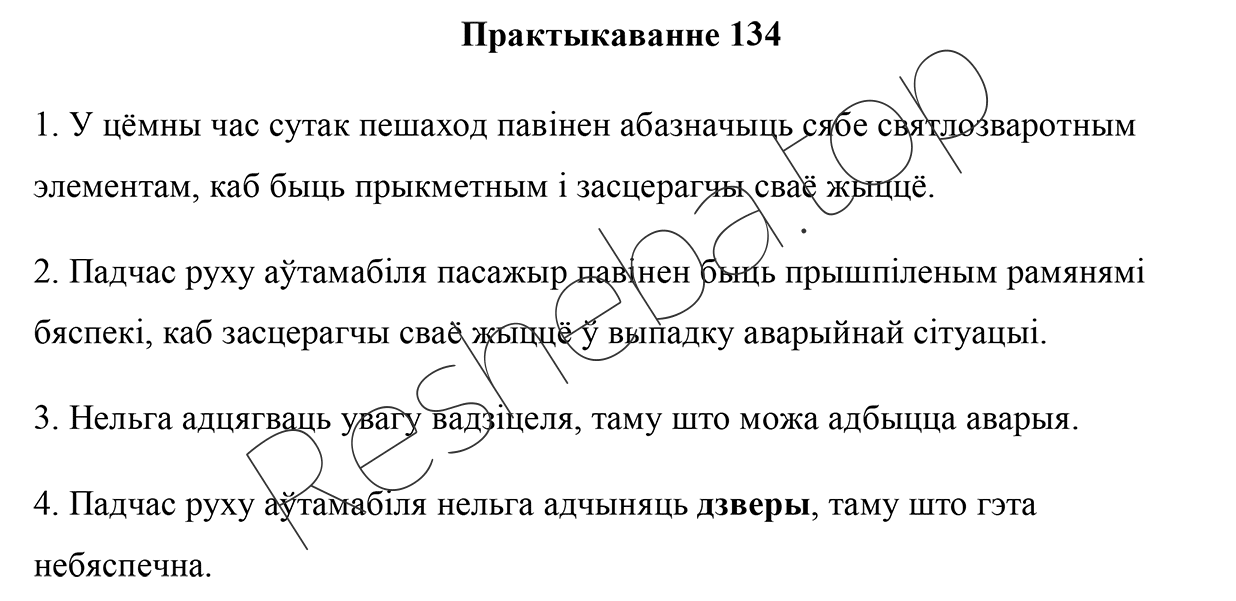 Практыкаванне 134
1. У цёмны час сутак пешаход павінен абазначыць сябе святлозваротным
элементам, каб быць прыкметным і засцерагчы сваё жыццё.
2. Падчас руху аўтамабіля пасажыр павінен быць прышпіленым рамянямі
бяспекі, каб засцерагчы сваё жыццё ў выпадку аварыйнай сітуацыі.
3. Нельга адцягваць увагу вадзіцеля, таму што можа адбыцца аварыя.
4. Падчас руху аўтамабіля нельга адчыняць дзверы, таму што гэта
небяспечна.
Resheba.top